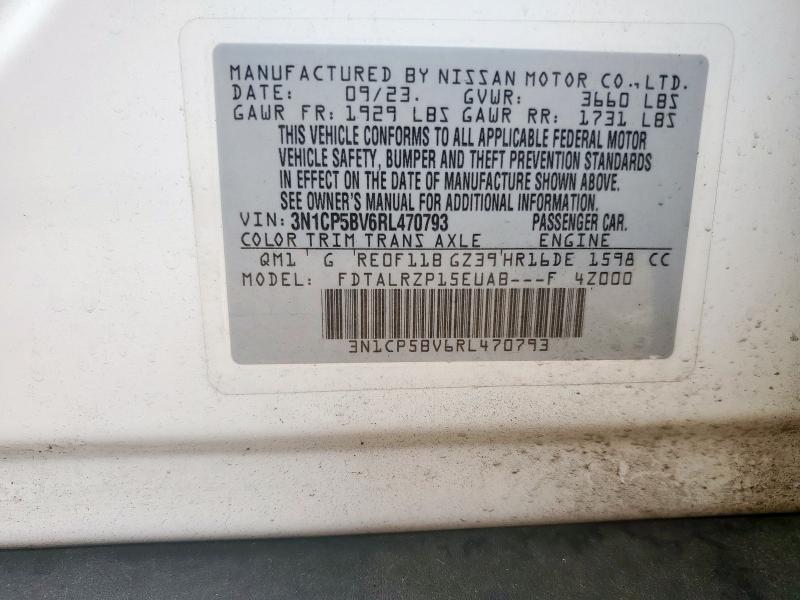 MANUFACTURED BY NISSAN MOTOR CO., LTD.
DATE: 09/23. GVWR: 3660 LBS
GAWR FR: 1929 LBS GAWR RR: 1731 LBS
THIS VEHICLE CONFORMS TO ALL APPLICABLE FEDERAL MOTOR
VEHICLE SAFETY, BUMPER AND THEFT PREVENTION STANDARDS
IN EFFECT ON THE DATE OF MANUFACTURE SHOWN ABOVE.
SEE OWNER'S MANUAL FOR ADDITIONAL INFORMATION.
VIN: 3N1CP5BV6RL470793 PASSENGER CAR.
COLOR TRIM TRANS AXLE ENGINE
QM1 G RE0F11B GZ39 HR16DE 1598 CC
MODEL: FDTALRZP15EUAB---F 4Z000
3N1CP5BV6RL470793